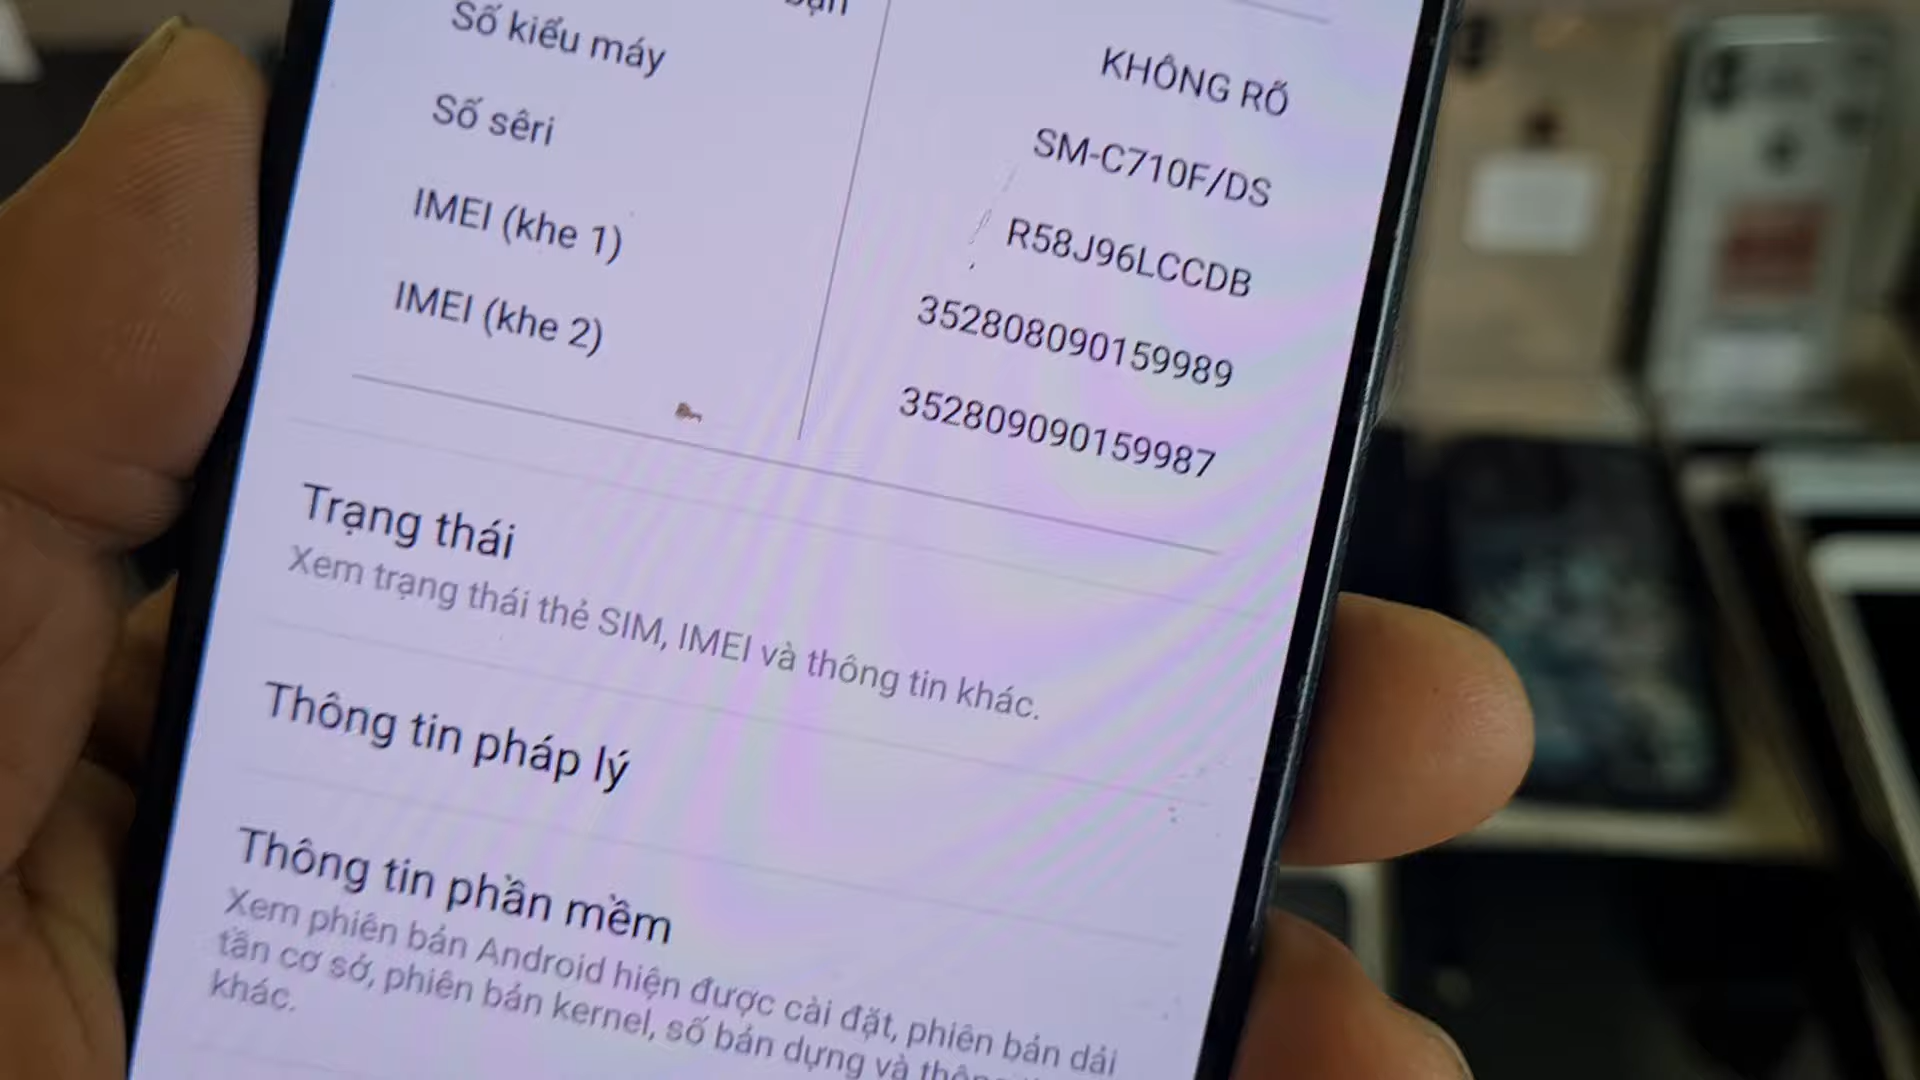 KHÔNG RÕ
Số kiểu máy SM-C710F/DS
Số sêri R58J96LCCDB
IMEI (khe 1) 352808090159989
IMEI (khe 2) 352809090159987
Trạng thái
Xem trạng thái thẻ SIM, IMEI và thông tin khác.
Thông tin pháp lý
Thông tin phần mềm
Xem phiên bản Android hiện được cài đặt, phiên bản dải
tần cơ sở, phiên bản kernel, số bản dựng và
khác.